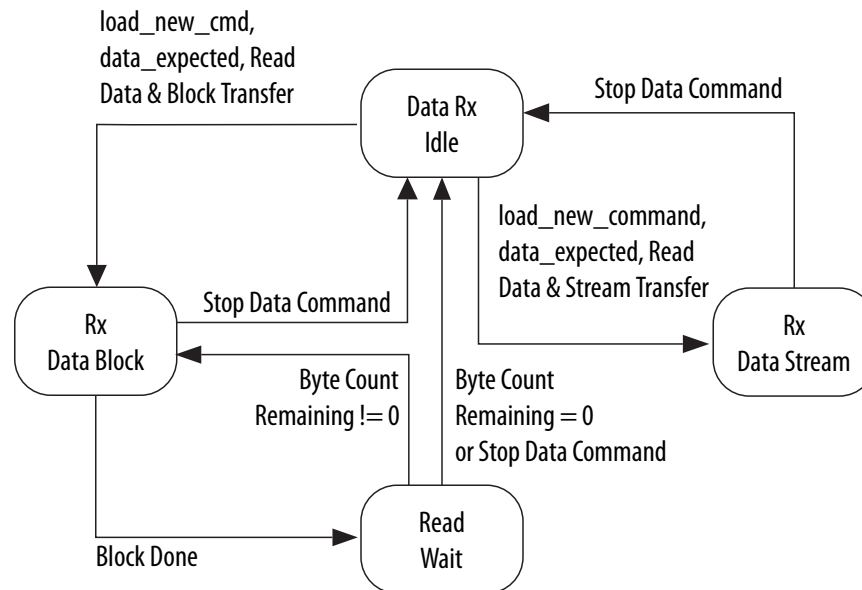 load_new_cmd,
data_expected, Read
Data & Block Transfer
Data Rx
Idle
Stop Data Command
load_new_command,
data_expected, Read
Data & Stream Transfer
Rx
Data Block
Stop Data Command
Rx
Data Stream
Byte Count
Remaining != 0
Byte Count
Remaining = 0
or Stop Data Command
Block Done
Read
Wait